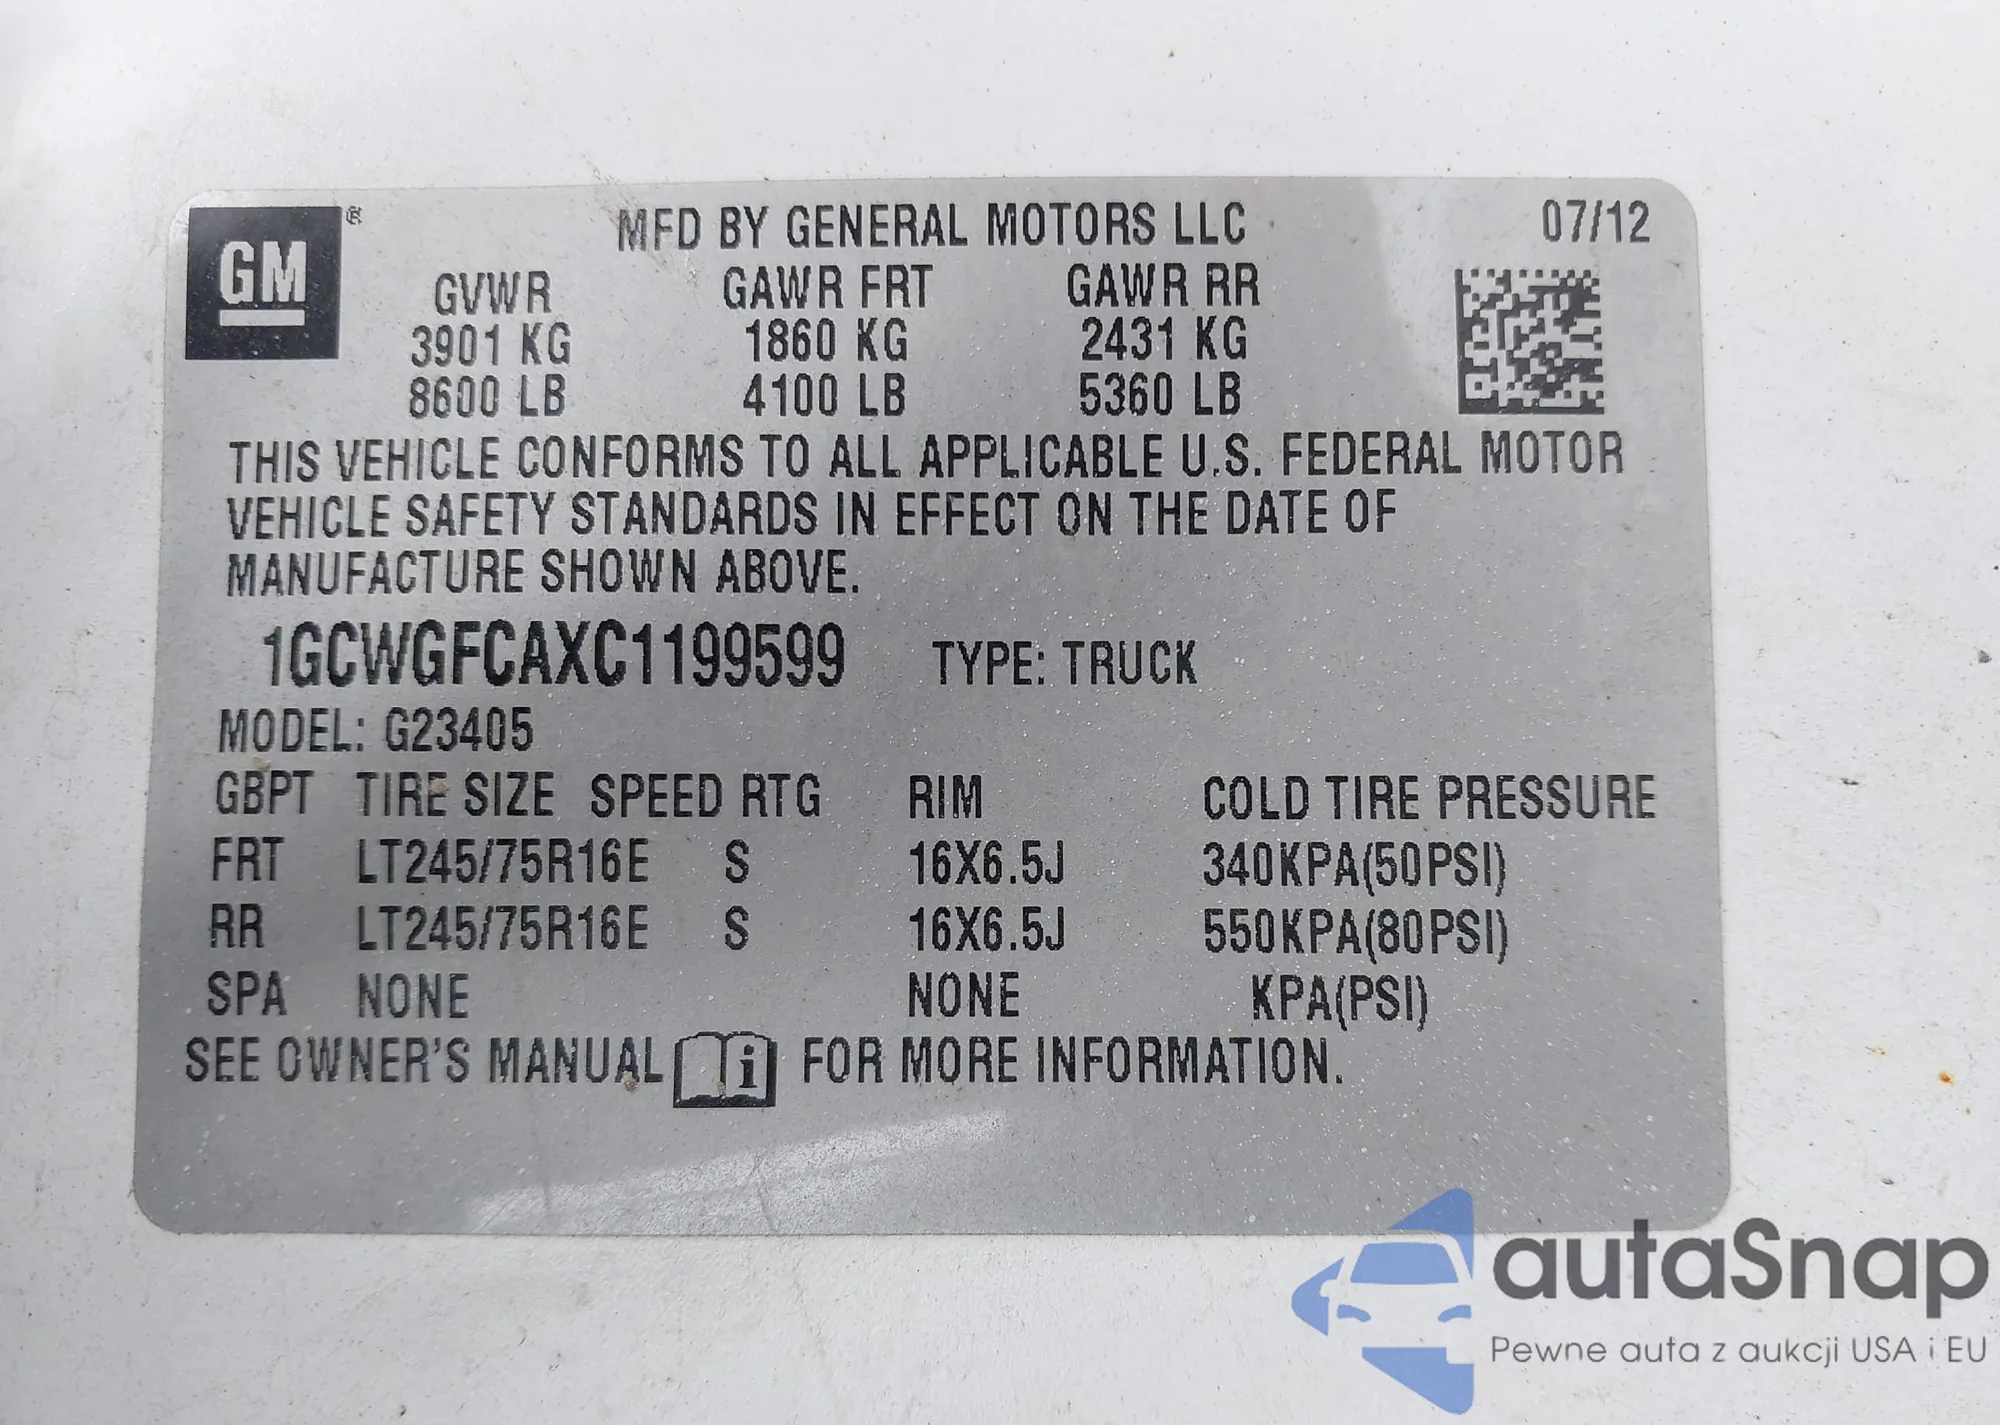 GM ® MFD BY GENERAL MOTORS LLC 07/12
GVWR GAWR FRT GAWR RR
3901 KG 1860 KG 2431 KG
8600 LB 4100 LB 5360 LB
THIS VEHICLE CONFORMS TO ALL APPLICABLE U.S. FEDERAL MOTOR
VEHICLE SAFETY STANDARDS IN EFFECT ON THE DATE OF
MANUFACTURE SHOWN ABOVE.
1GCWGFCAXC1199599 TYPE: TRUCK
MODEL: G23405
GBPT TIRE SIZE SPEED RTG RIM COLD TIRE PRESSURE
FRT LT245/75R16E S 16X6.5J 340KPA(50PSI)
RR LT245/75R16E S 16X6.5J 550KPA(80PSI)
SPA NONE NONE KPA(PSI)
SEE OWNER'S MANUAL i FOR MORE INFORMATION.
autaSnap
Pewne auta z aukcji USA i EU